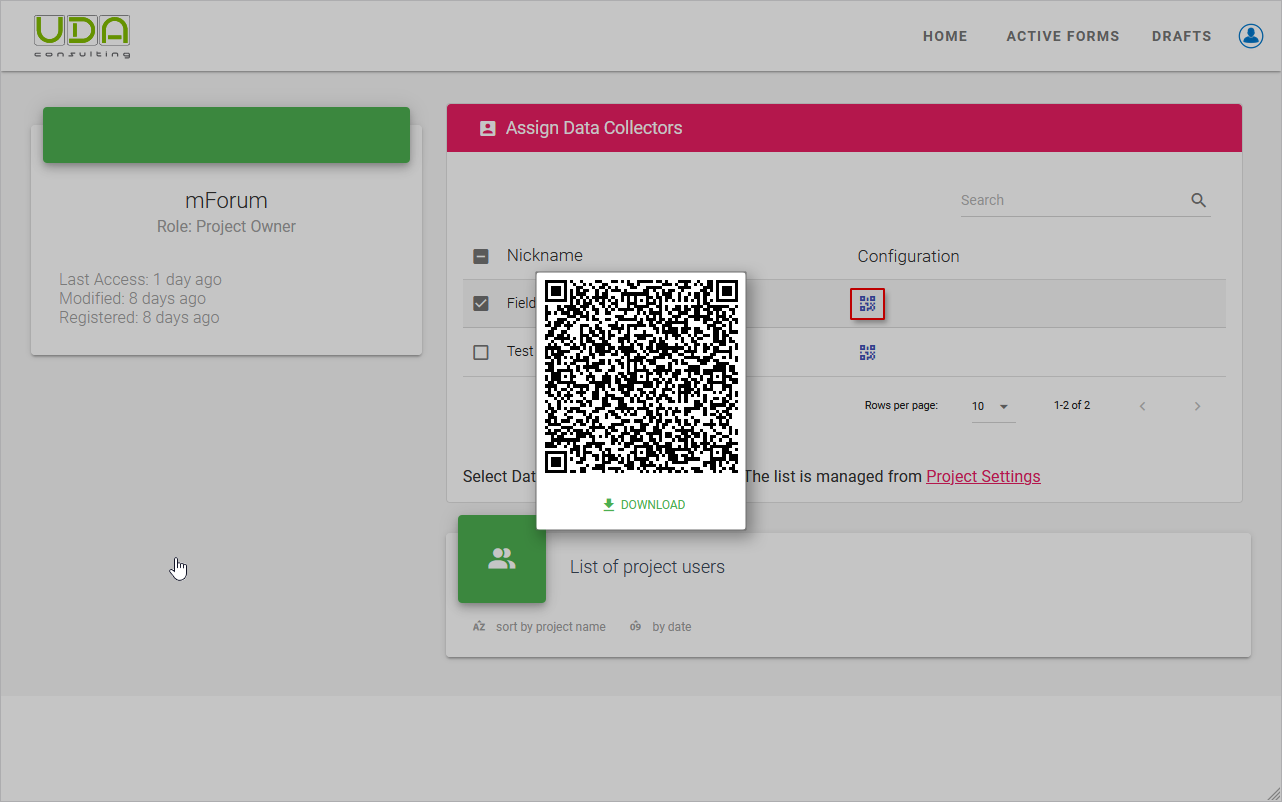 UDA
consulting
HOME
ACTIVE FORMS
DRAFTS
mForum
Role: Project Owner
Last Access: 1 day ago
Modified: 8 days ago
Registered: 8 days ago
Assign Data Collectors
Search
Nickname
Configuration
Field
Test
Rows per page:
10
1-2 of 2
Select Dat
The list is managed from Project Settings
DOWNLOAD
List of project users
AZ sort by project name
09 by date